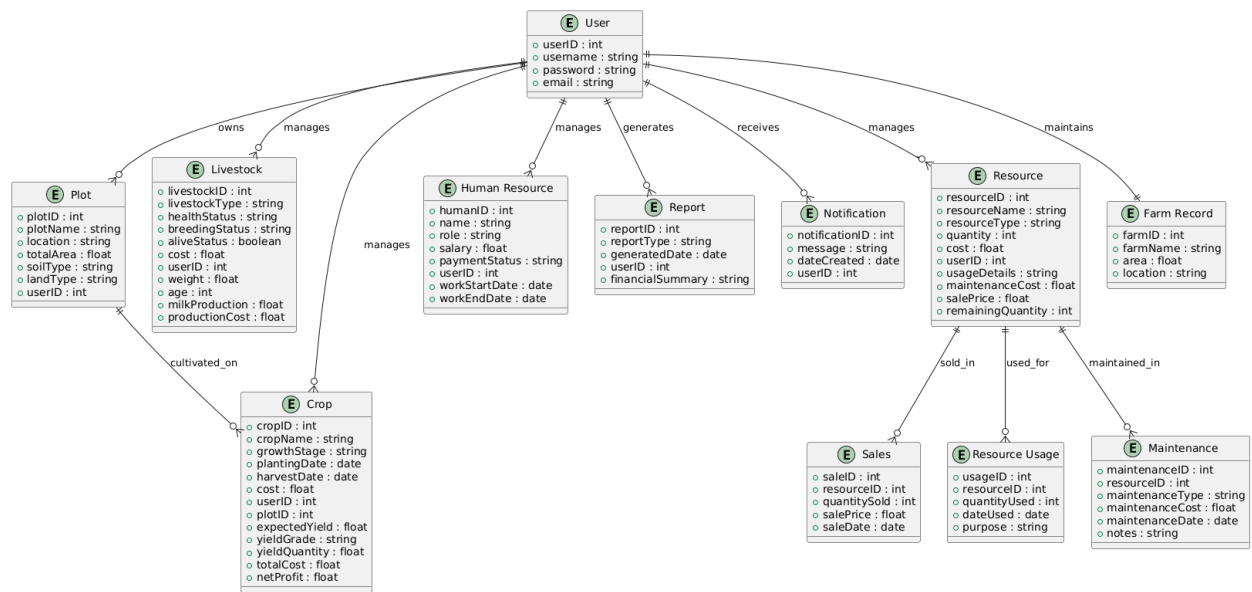 E User
userID : int
username : string
password : string
email : string
owns
manages
manages
generates
receives
manages
maintains
manages
E Plot
plotID : int
plotName : string
location : string
totalArea : float
soilType : string
landType : string
userID : int
E Livestock
livestockID : int
livestockType : string
healthStatus : string
breedingStatus : string
aliveStatus : boolean
cost : float
userID : int
weight : float
age : int
milkProduction : float
productionCost : float
E Human Resource
humanID : int
name : string
role : string
salary : float
paymentStatus : string
userID : int
workStartDate : date
workEndDate : date
E Report
reportID : int
reportType : string
generatedDate : date
userID : int
financialSummary : string
E Notification
notificationID : int
message : string
dateCreated : date
userID : int
E Resource
resourceID : int
resourceName : string
resourceType : string
quantity : int
cost : float
userID : int
usageDetails : string
maintenanceCost : float
salePrice : float
remainingQuantity : int
E Farm Record
farmID : int
farmName : string
area : float
location : string
cultivated_on
sold_in
used_for
maintained_in
E Crop
cropID : int
cropName : string
growthStage : string
plantingDate : date
harvestDate : date
cost : float
userID : int
plotID : int
expectedYield : float
yieldGrade : string
yieldQuantity : float
totalCost : float
netProfit : float
E Sales
saleID : int
resourceID : int
quantitySold : int
salePrice : float
saleDate : date
E Resource Usage
usageID : int
resourceID : int
quantityUsed : int
dateUsed : date
purpose : string
E Maintenance
maintenanceID : int
resourceID : int
maintenanceType : string
maintenanceCost : float
maintenanceDate : date
notes : string